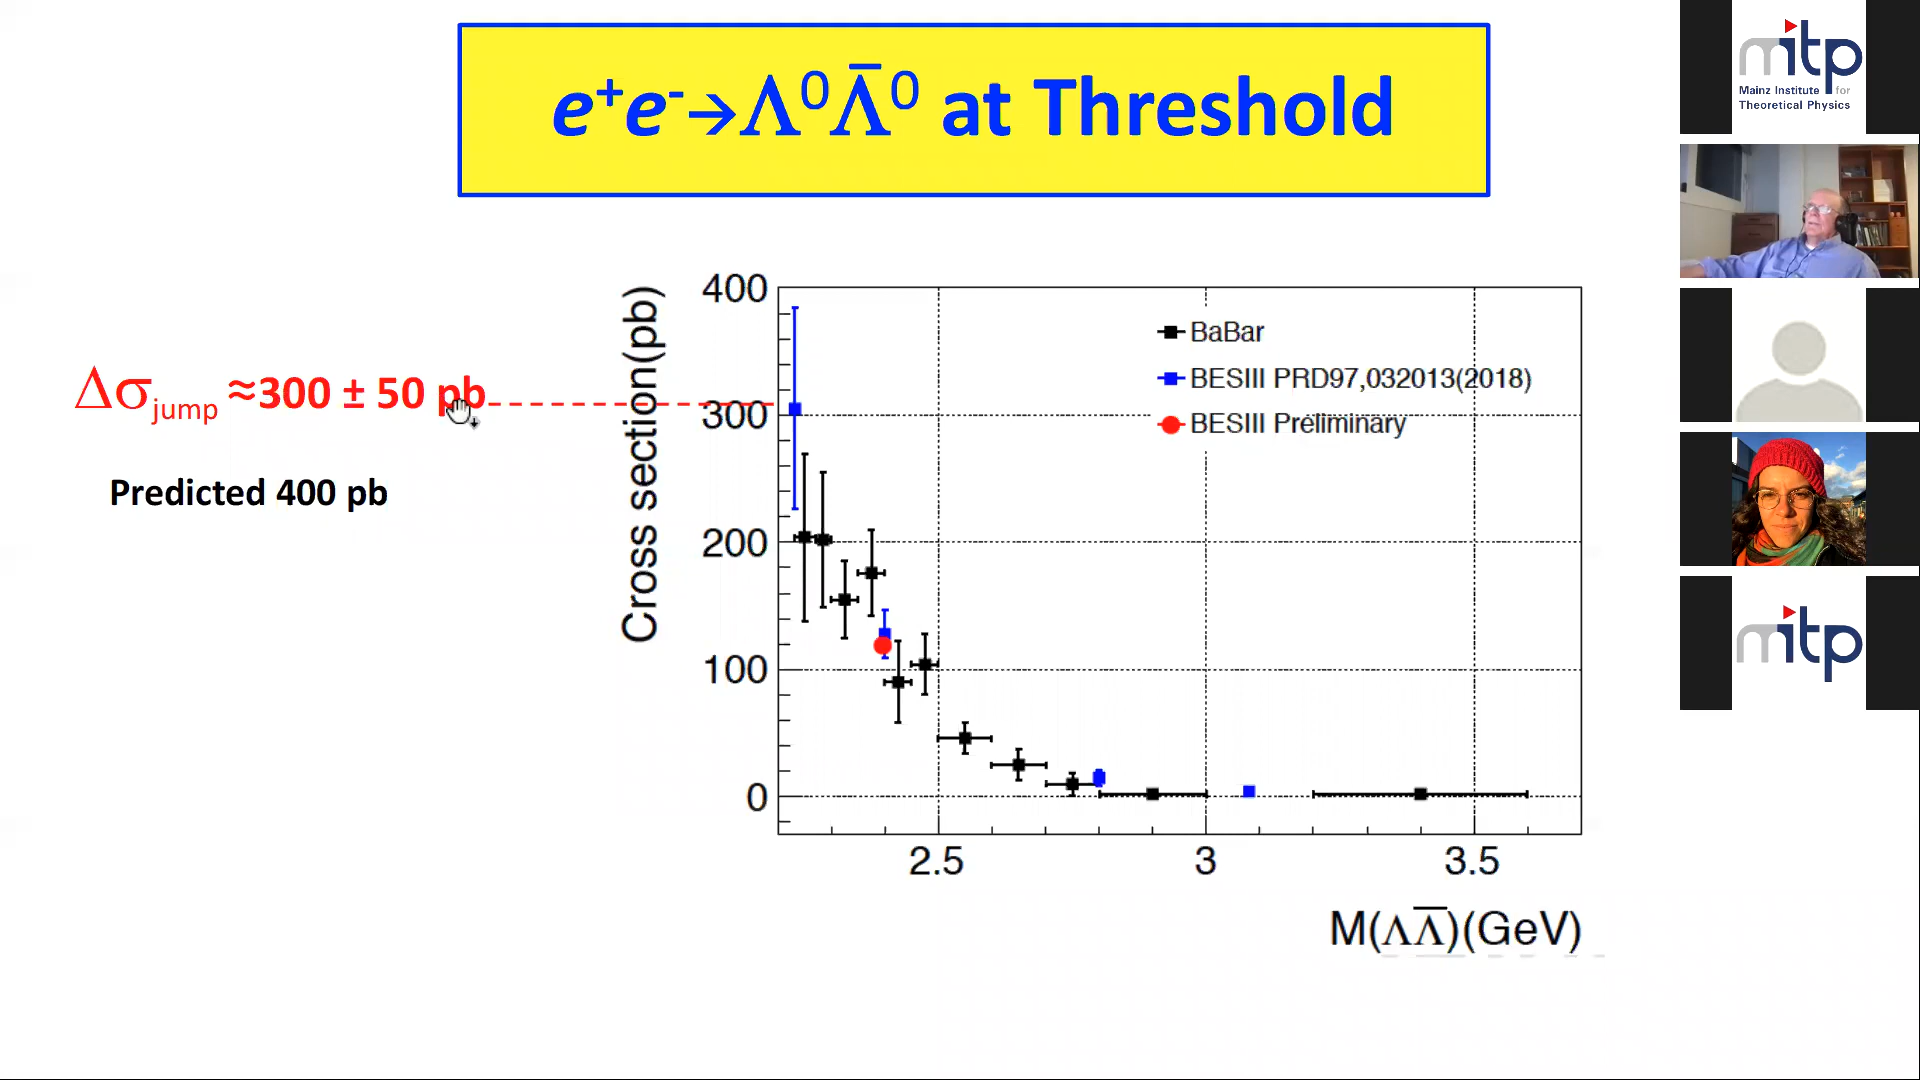 e⁺e⁻→Λ⁰Λ̅⁰ at Threshold
Δσjump ≈300 ± 50 pb
Predicted 400 pb
Cross section(pb)
400
300
200
100
0
BaBar
BESIII PRD97,032013(2018)
BESIII Preliminary
2.5 3 3.5
M(ΛΛ̅)(GeV)
mitp
Mainz Institute for
Theoretical Physics
mitp